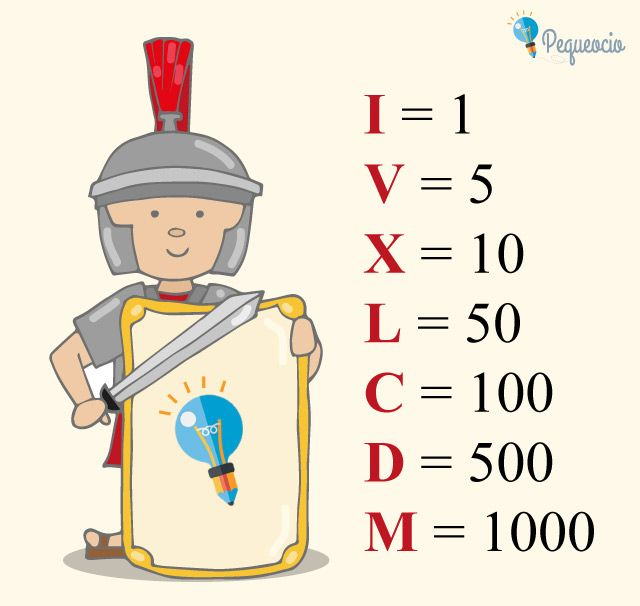 Pequeocio
I = 1
V = 5
X = 10
L = 50
C = 100
D = 500
M = 1000